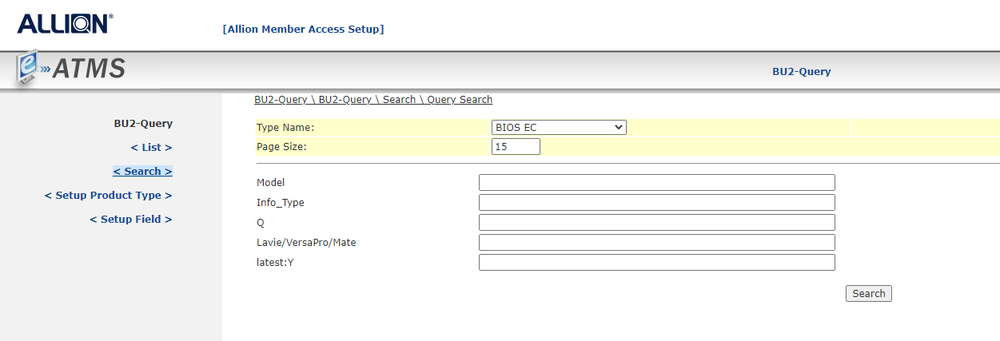 ALLION®
[Allion Member Access Setup]
e ATMS
BU2-Query
BU2-Query \ BU2-Query \ Search \ Query Search
BU2-Query
< List >
< Search >
< Setup Product Type >
< Setup Field >
Type Name: BIOS EC
Page Size: 15
Model
Info_Type
Q
Lavie/VersaPro/Mate
latest:Y
Search